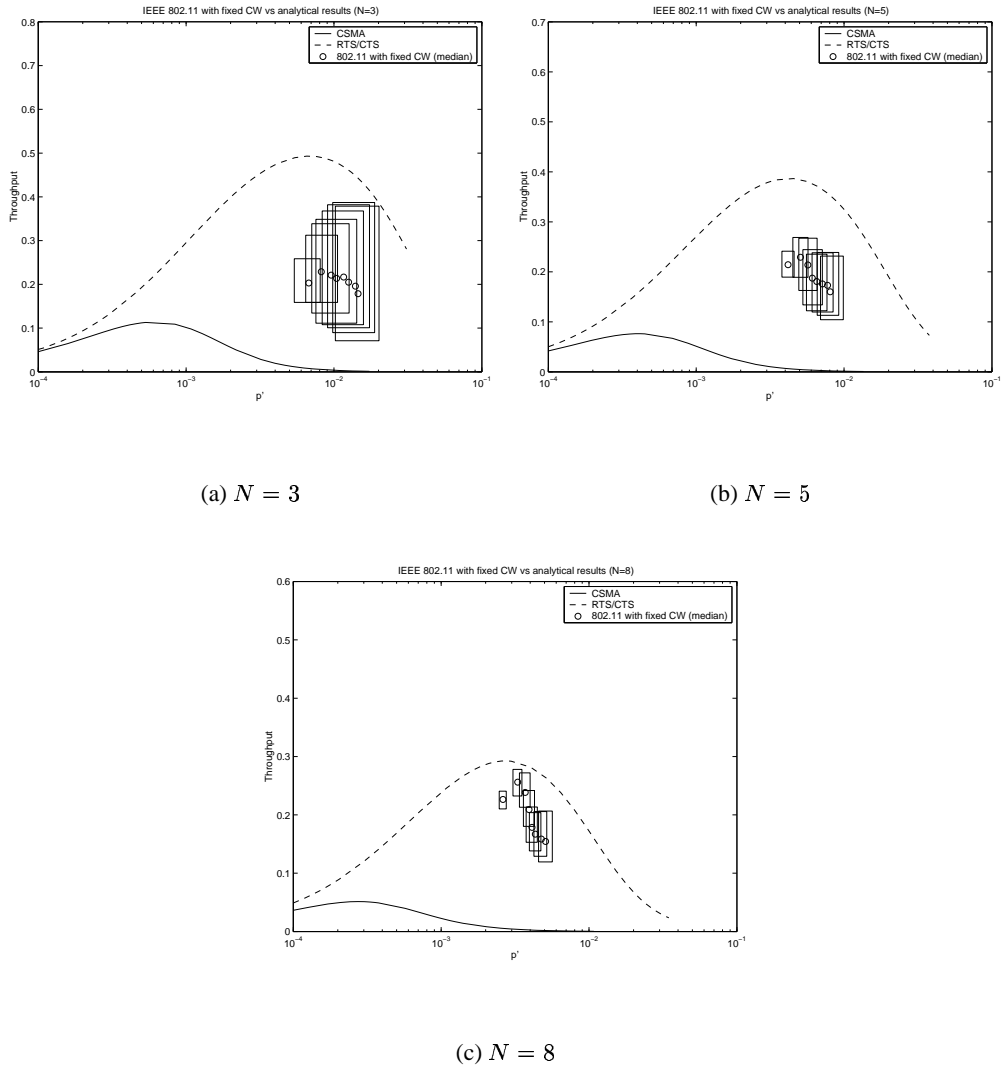 IEEE 802.11 with fixed CW vs analytical results (N=3)
CSMA
RTS/CTS
802.11 with fixed CW (median)
Throughput
0.8
0.7
0.6
0.5
0.4
0.3
0.2
0.1
0
10⁻⁴
10⁻³
10⁻²
10⁻¹
p'
(a) N = 3
IEEE 802.11 with fixed CW vs analytical results (N=5)
CSMA
RTS/CTS
802.11 with fixed CW (median)
Throughput
0.7
0.6
0.5
0.4
0.3
0.2
0.1
0
10⁻⁴
10⁻³
10⁻²
10⁻¹
p'
(b) N = 5
IEEE 802.11 with fixed CW vs analytical results (N=8)
CSMA
RTS/CTS
802.11 with fixed CW (median)
Throughput
0.6
0.5
0.4
0.3
0.2
0.1
0
10⁻⁴
10⁻³
10⁻²
10⁻¹
p'
(c) N = 8